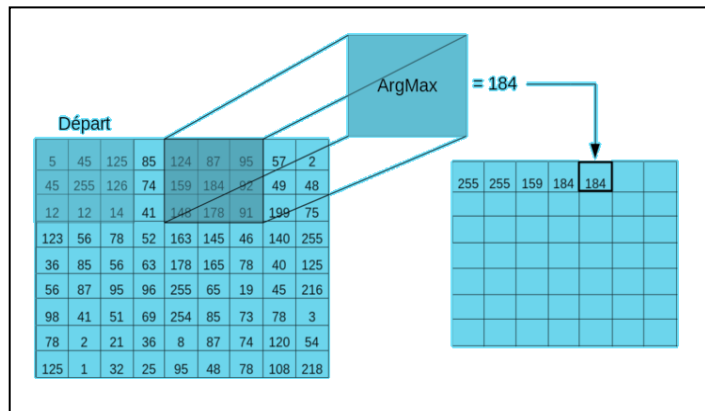 ArgMax
= 184
Départ
5 45 125 85 124 87 95 57 2
45 255 126 74 159 184 92 49 48
12 12 14 41 148 178 91 199 75
123 56 78 52 163 145 46 140 255
36 85 56 63 178 165 78 40 125
56 87 95 96 255 65 19 45 216
98 41 51 69 254 85 73 78 3
78 2 21 36 8 87 74 120 54
125 1 32 25 95 48 78 108 218
255 255 159 184 184